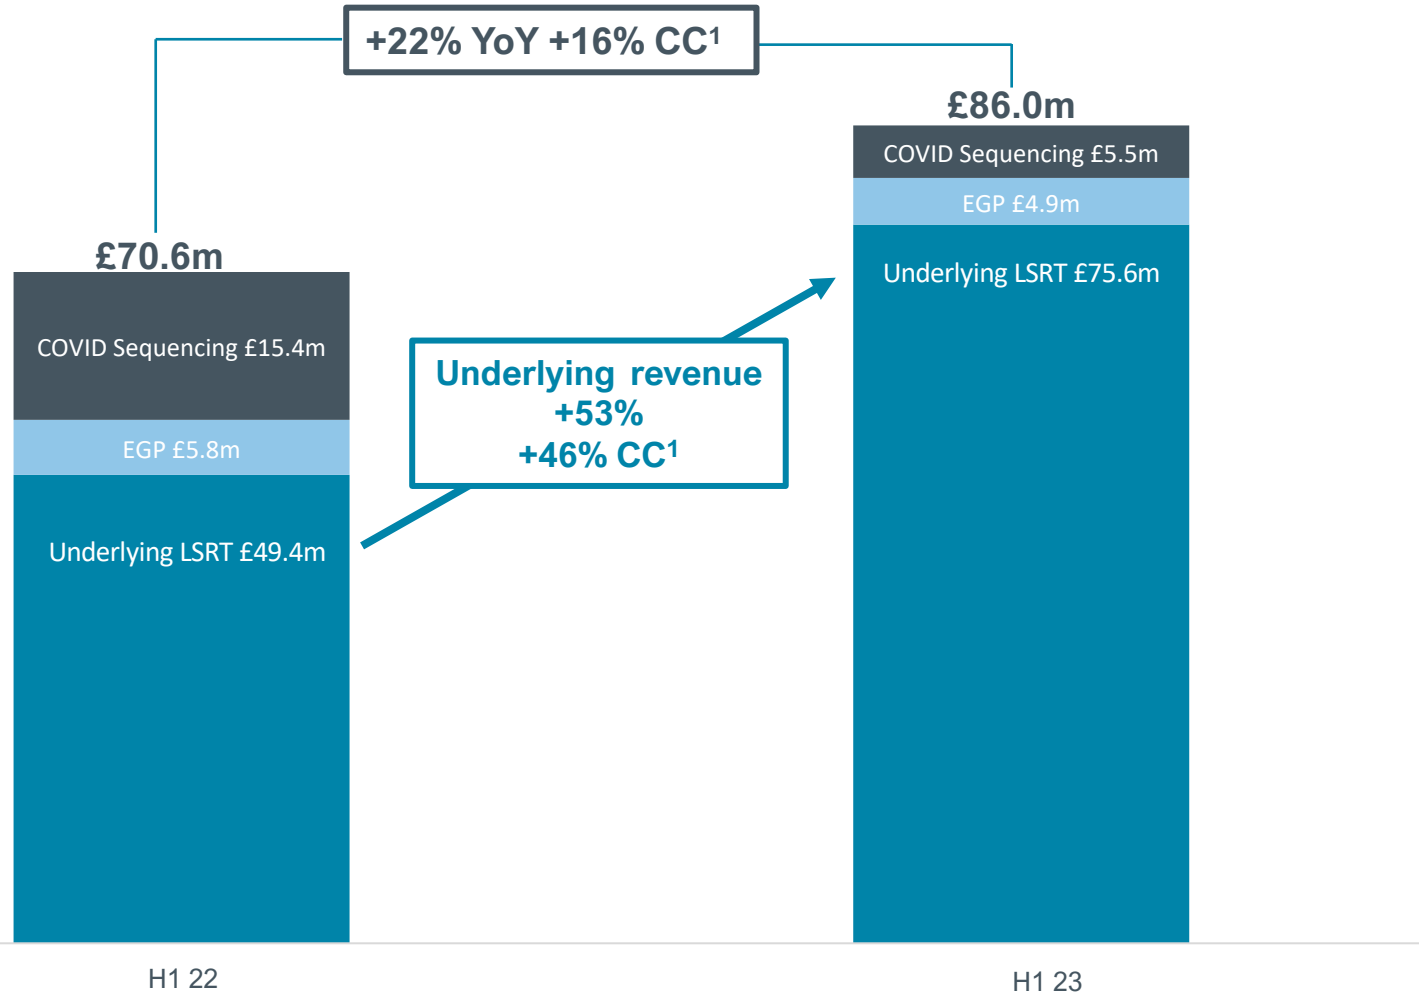 +22% YoY +16% CC¹
£86.0m
COVID Sequencing £5.5m
EGP £4.9m
Underlying LSRT £75.6m
£70.6m
COVID Sequencing £15.4m
EGP £5.8m
Underlying LSRT £49.4m
Underlying revenue
+53%
+46% CC¹
H1 22
H1 23